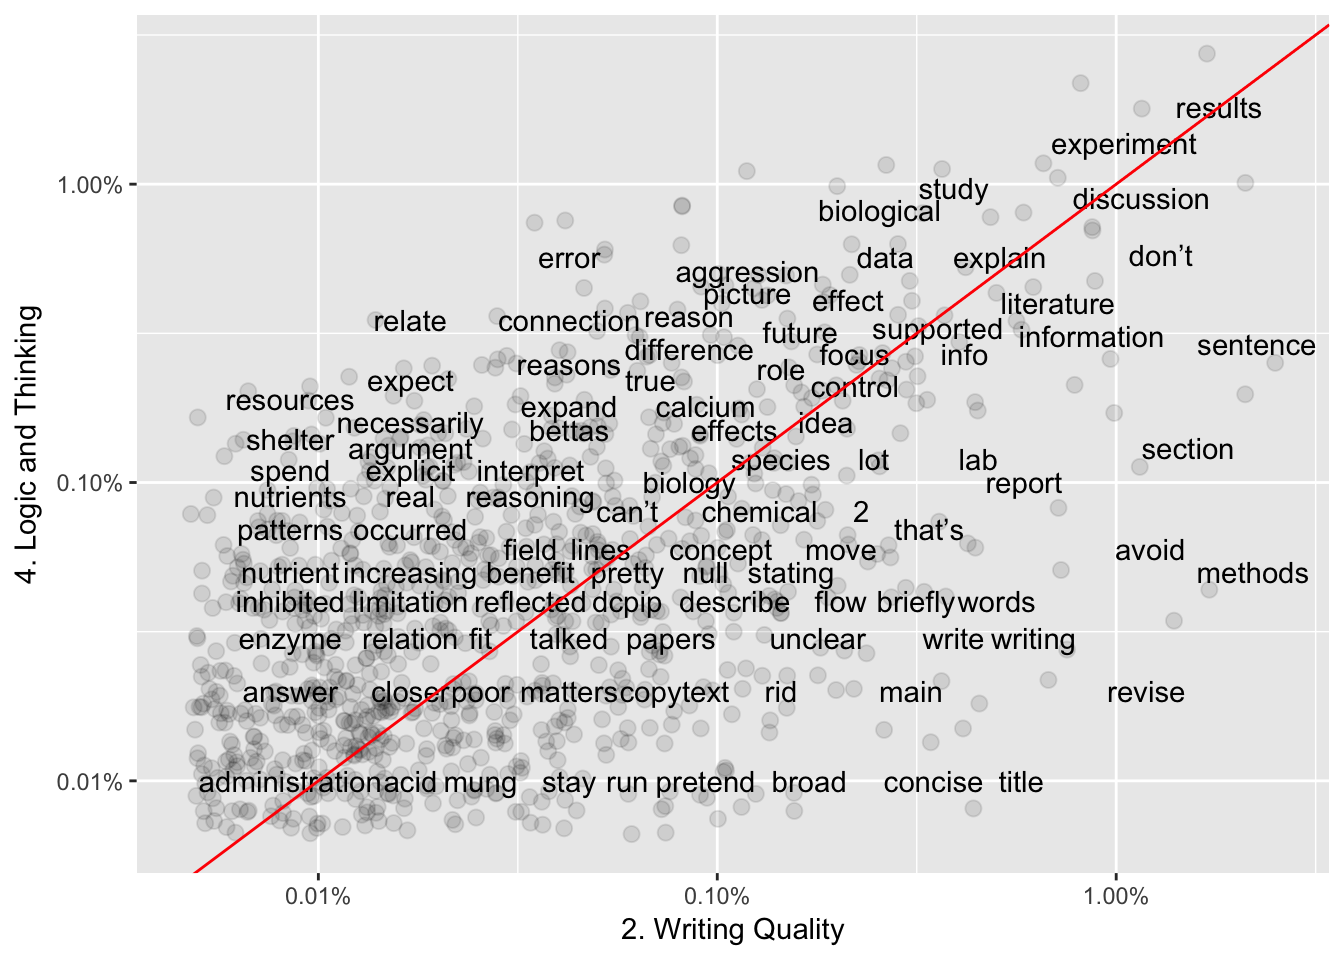 results
experiment
1.00%
study
discussion
biological
error
data
explain
don’t
aggression
picture
effect
literature
relate
connection
reason
future
supported
information
difference
focus
info
sentence
reasons
role
expect
true
control
resources
expand
calcium
necessarily
bettas
effects
idea
shelter
argument
section
spend
explicit
interpret
species
lot
lab
0.10%
biology
report
nutrients
real
reasoning
can’t
chemical
2
patterns
occurred
that’s
field
lines
concept
move
avoid
nutrient
increasing
benefit
pretty
null
stating
methods
inhibited
limitation
reflected
dcpip
describe
flow
briefly
words
enzyme
relation
fit
talked
papers
unclear
write
writing
answer
closer
poor
matters
copy
text
rid
main
revise
0.01%
administration
acid
mung
stay
run
pretend
broad
concise
title
4. Logic and Thinking
0.01%
0.10%
1.00%
2. Writing Quality